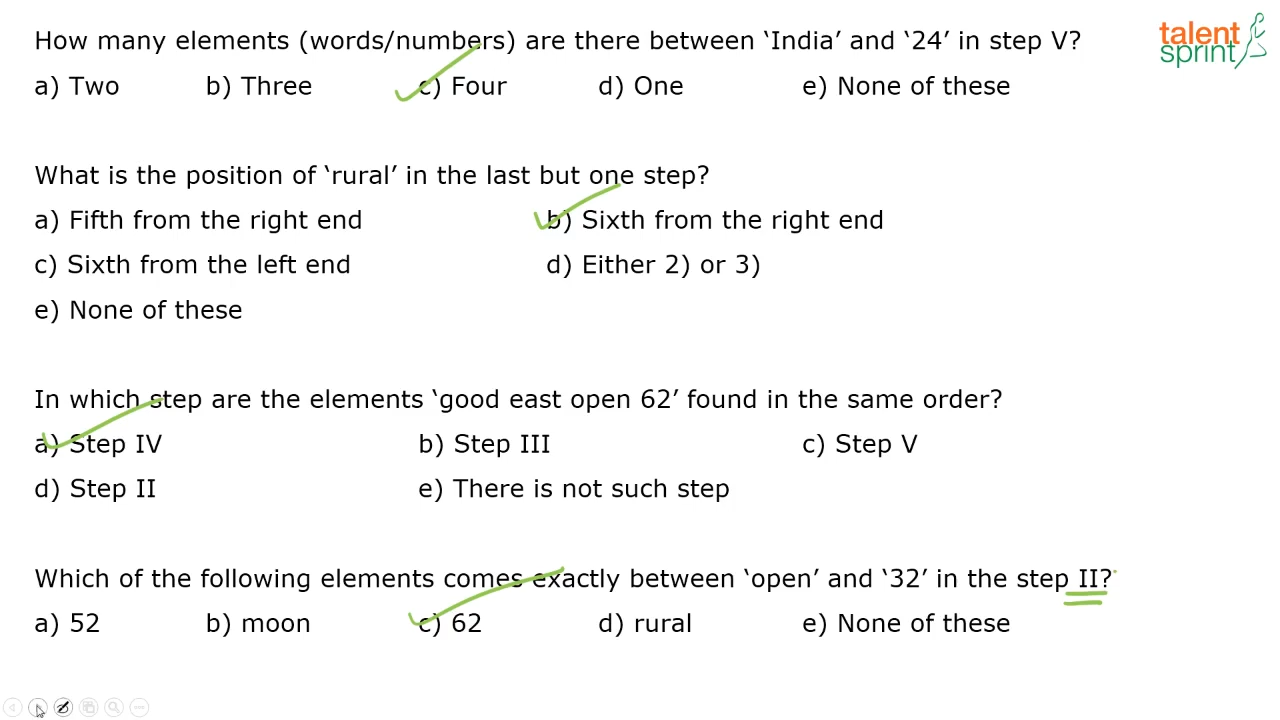 How many elements (words/numbers) are there between ‘India’ and ‘24’ in step V?
talent
sprint
a) Two b) Three c) Four d) One e) None of these
What is the position of ‘rural’ in the last but one step?
a) Fifth from the right end b) Sixth from the right end
c) Sixth from the left end d) Either 2) or 3)
e) None of these
In which step are the elements ‘good east open 62’ found in the same order?
a) Step IV b) Step III c) Step V
d) Step II e) There is not such step
Which of the following elements comes exactly between ‘open’ and ‘32’ in the step II?
a) 52 b) moon c) 62 d) rural e) None of these